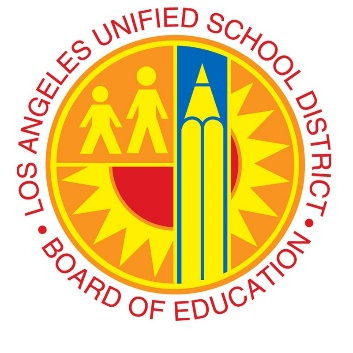 LOS ANGELES UNIFIED SCHOOL DISTRICT
• BOARD OF EDUCATION •